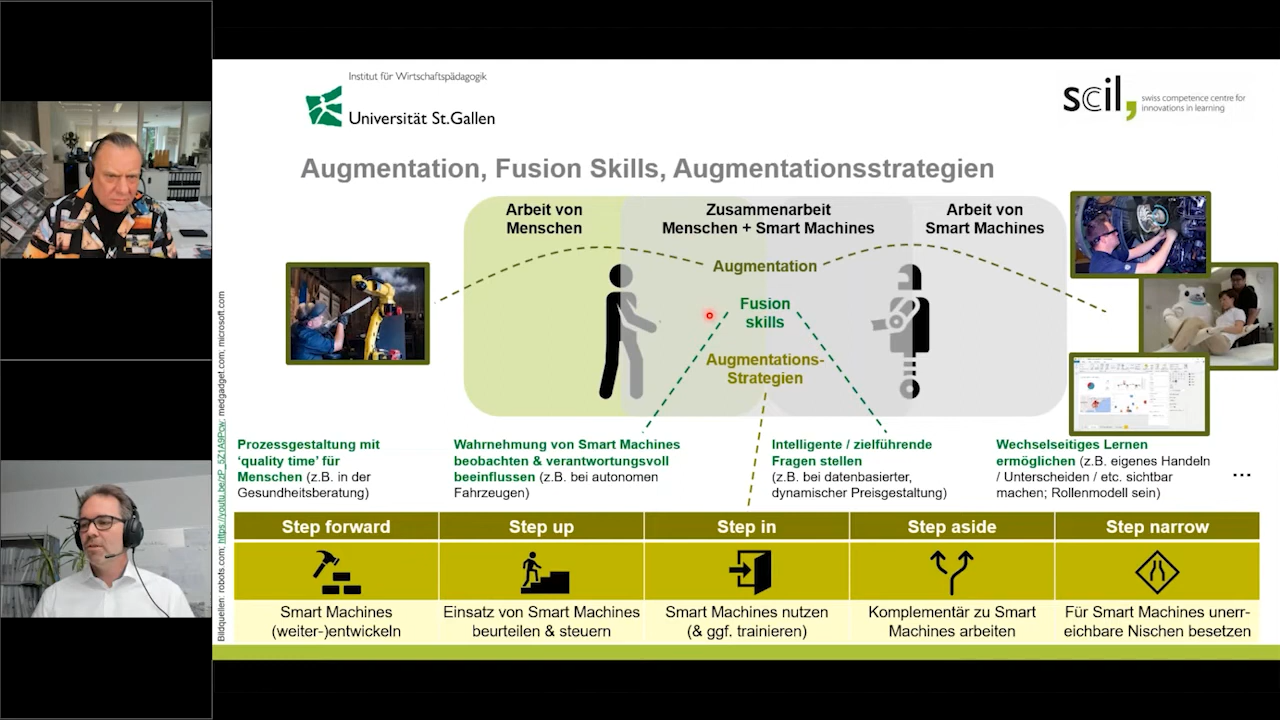 Institut für Wirtschaftspädagogik
Universität St.Gallen
scil,
swiss competence centre for
innovations in learning
Augmentation, Fusion Skills, Augmentationsstrategien
Arbeit von
Menschen
Zusammenarbeit
Menschen + Smart Machines
Arbeit von
Smart Machines
Augmentation
Fusion
skills
Augmentations-
Strategien
Prozessgestaltung mit
‘quality time’ für
Menschen (z.B. in der
Gesundheitsberatung)
Wahrnehmung von Smart Machines
beobachten & verantwortungsvoll
beeinflussen (z.B. bei autonomen
Fahrzeugen)
Intelligente / zielführende
Fragen stellen
(z.B. bei datenbasierter,
dynamischer Preisgestaltung)
Wechselseitiges Lernen
ermöglichen (z.B. eigenes Handeln
/ Unterscheiden / etc. sichtbar
machen; Rollenmodell sein)
...
Step forward
Step up
Step in
Step aside
Step narrow
Smart Machines
(weiter-)entwickeln
Einsatz von Smart Machines
beurteilen & steuern
Smart Machines nutzen
(& ggf. trainieren)
Komplementär zu Smart
Machines arbeiten
Für Smart Machines unerr-
eichbare Nischen besetzen
Bildquellen: robots.com; https://youtu.be/zP_5Z1A9Pcw; medgadget.com; microsoft.com